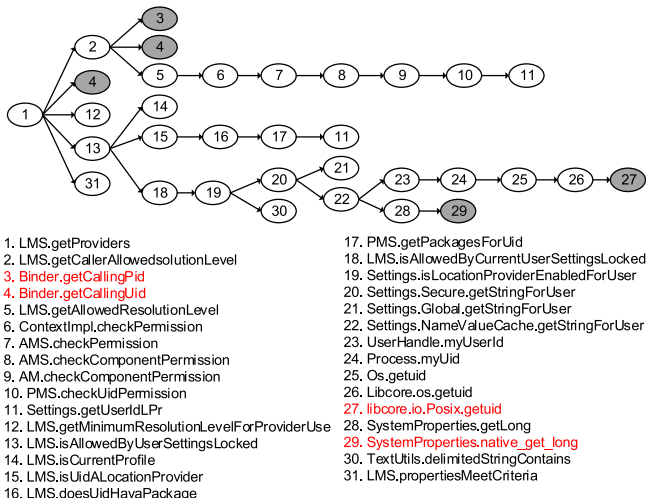 3
2
4
5
6
7
8
9
10
11
4
14
1
12
13
15
16
17
11
31
18
19
20
21
30
22
23
24
25
26
27
28
29
1. LMS.getProviders
2. LMS.getCallerAllowedsolutionLevel
3. Binder.getCallingPid
4. Binder.getCallingUid
5. LMS.getAllowedResolutionLevel
6. ContextImpl.checkPermission
7. AMS.checkPermission
8. AMS.checkComponentPermission
9. AM.checkComponentPermission
10. PMS.checkUidPermission
11. Settings.getUserIdLPr
12. LMS.getMinimumResolutionLevelForProviderUse
13. LMS.isAllowedByUserSettingsLocked
14. LMS.isCurrentProfile
15. LMS.isUidALocationProvider
16. LMS.doesUidHavaPackage
17. PMS.getPackagesForUid
18. LMS.isAllowedByCurrentUserSettingsLocked
19. Settings.isLocationProviderEnabledForUser
20. Settings.Secure.getStringForUser
21. Settings.Global.getStringForUser
22. Settings.NameValueCache.getStringForUser
23. UserHandle.myUserId
24. Process.myUid
25. Os.getuid
26. Libcore.os.getuid
27. libcore.io.Posix.getuid
28. SystemProperties.getLong
29. SystemProperties.native_get_long
30. TextUtils.delimitedStringContains
31. LMS.propertiesMeetCriteria